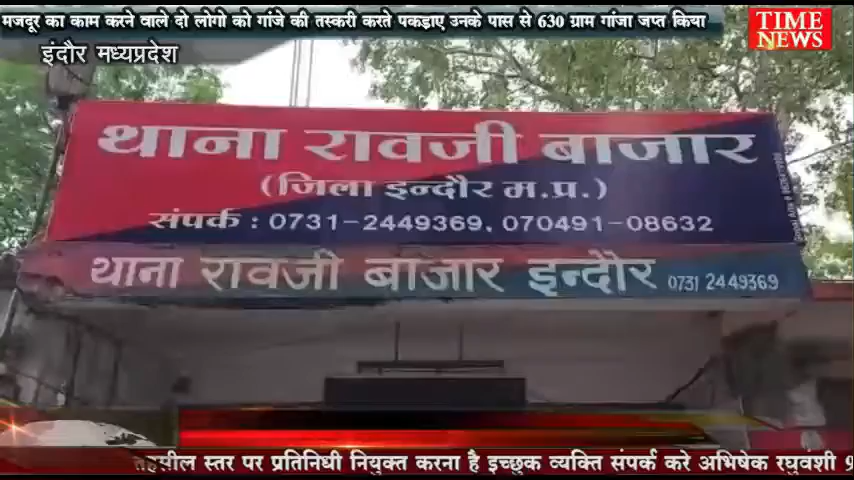 मजदूर का काम करने वाले दो लोगो को गांजे की तस्करी करते पकड़ाए उनके पास से 630 ग्राम गांजा जप्त किया
TIME
NEWS
इंदौर मध्यप्रदेश
थाना रावजी बाजार
(जिला इन्दौर म.प्र.)
संपर्क : 0731-2449369, 070491-08632
थाना रावजी बाजार इन्दौर 0731 2449369
तहसील स्तर पर प्रतिनिधी नियुक्त करना है इच्छुक व्यक्ति संपर्क करे अभिषेक रघुवंशी 9